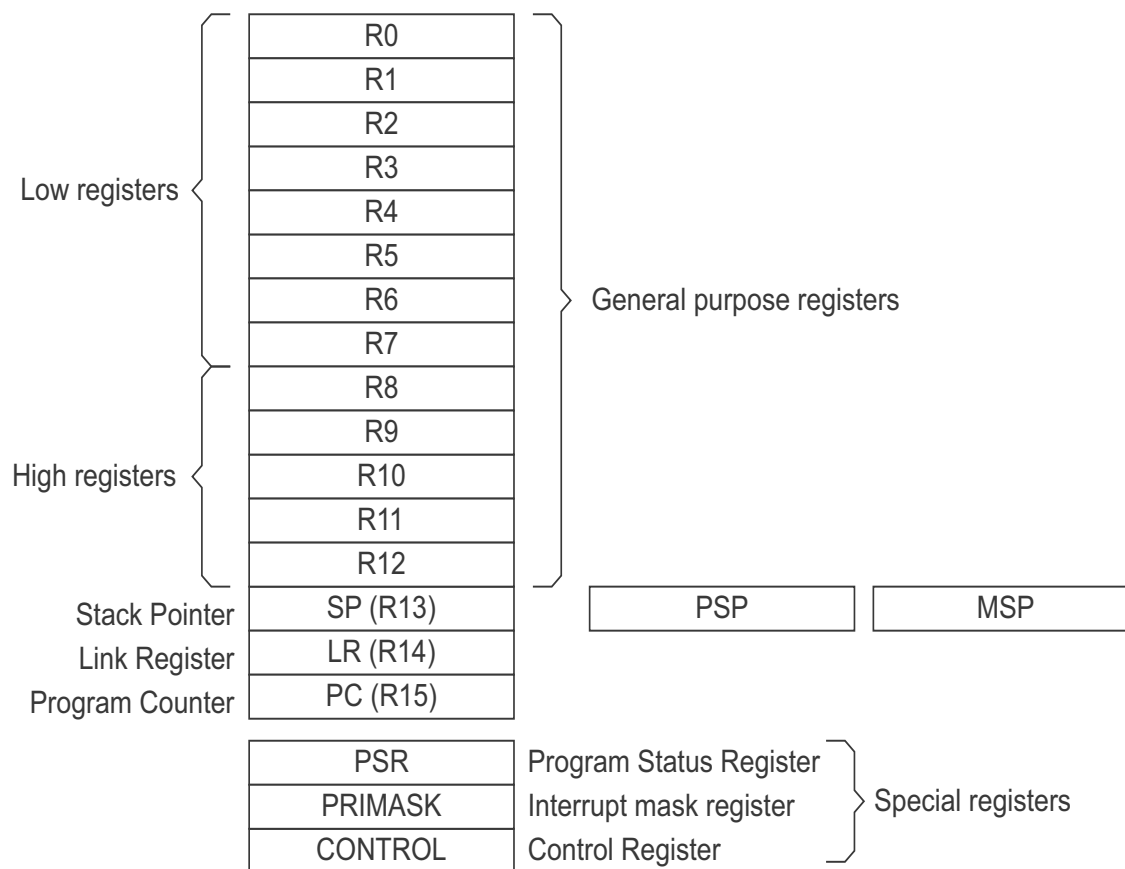 R0
R1
R2
R3
Low registers
R4
R5
R6
General purpose registers
R7
R8
R9
High registers
R10
R11
R12
Stack Pointer SP (R13) PSP MSP
Link Register LR (R14)
Program Counter PC (R15)
PSR Program Status Register
PRIMASK Interrupt mask register Special registers
CONTROL Control Register